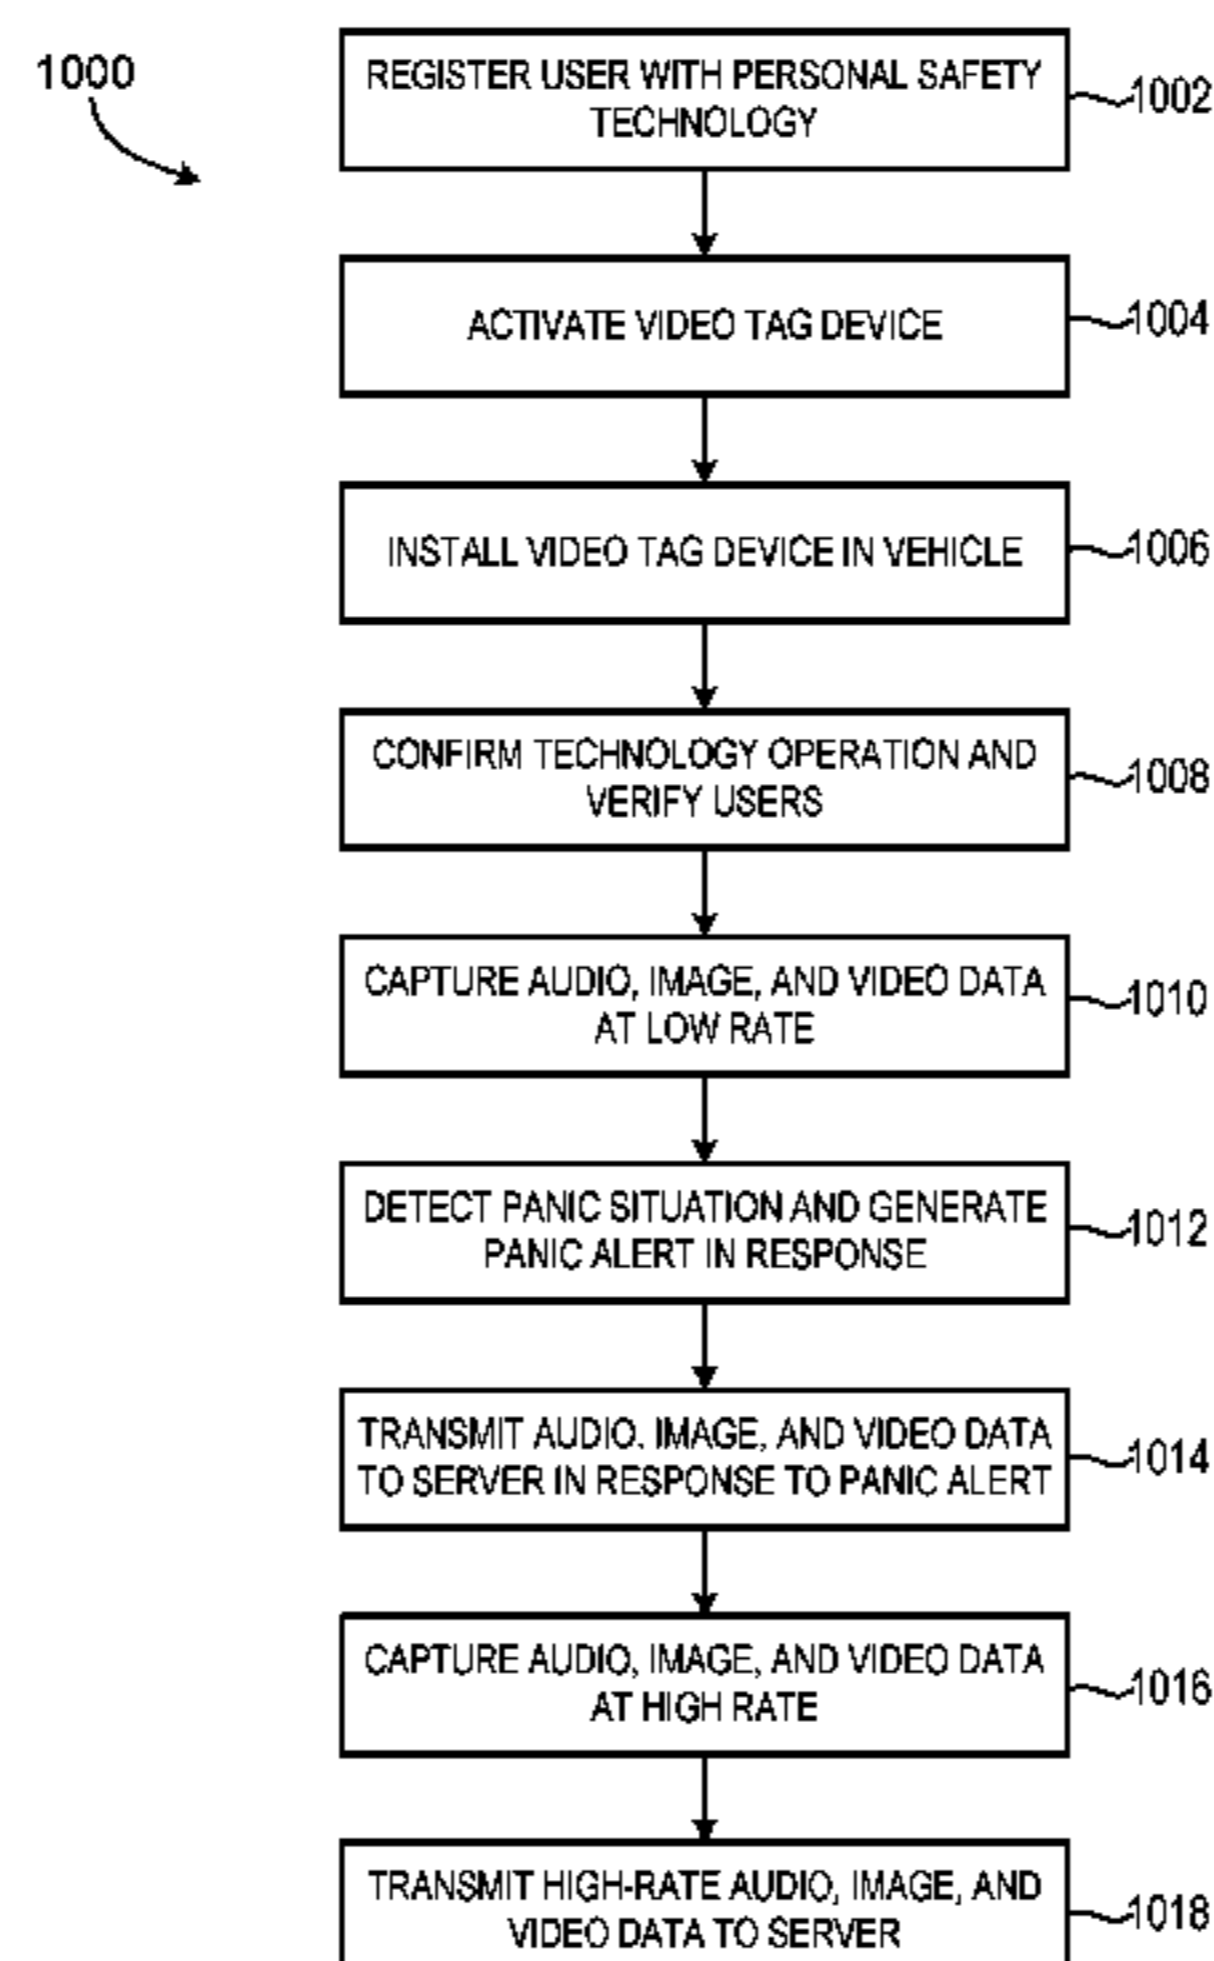 1000
REGISTER USER WITH PERSONAL SAFETY
TECHNOLOGY
1002
ACTIVATE VIDEO TAG DEVICE
1004
INSTALL VIDEO TAG DEVICE IN VEHICLE
1006
CONFIRM TECHNOLOGY OPERATION AND
VERIFY USERS
1008
CAPTURE AUDIO, IMAGE, AND VIDEO DATA
AT LOW RATE
1010
DETECT PANIC SITUATION AND GENERATE
PANIC ALERT IN RESPONSE
1012
TRANSMIT AUDIO, IMAGE, AND VIDEO DATA
TO SERVER IN RESPONSE TO PANIC ALERT
1014
CAPTURE AUDIO, IMAGE, AND VIDEO DATA
AT HIGH RATE
1016
TRANSMIT HIGH-RATE AUDIO, IMAGE, AND
VIDEO DATA TO SERVER
1018